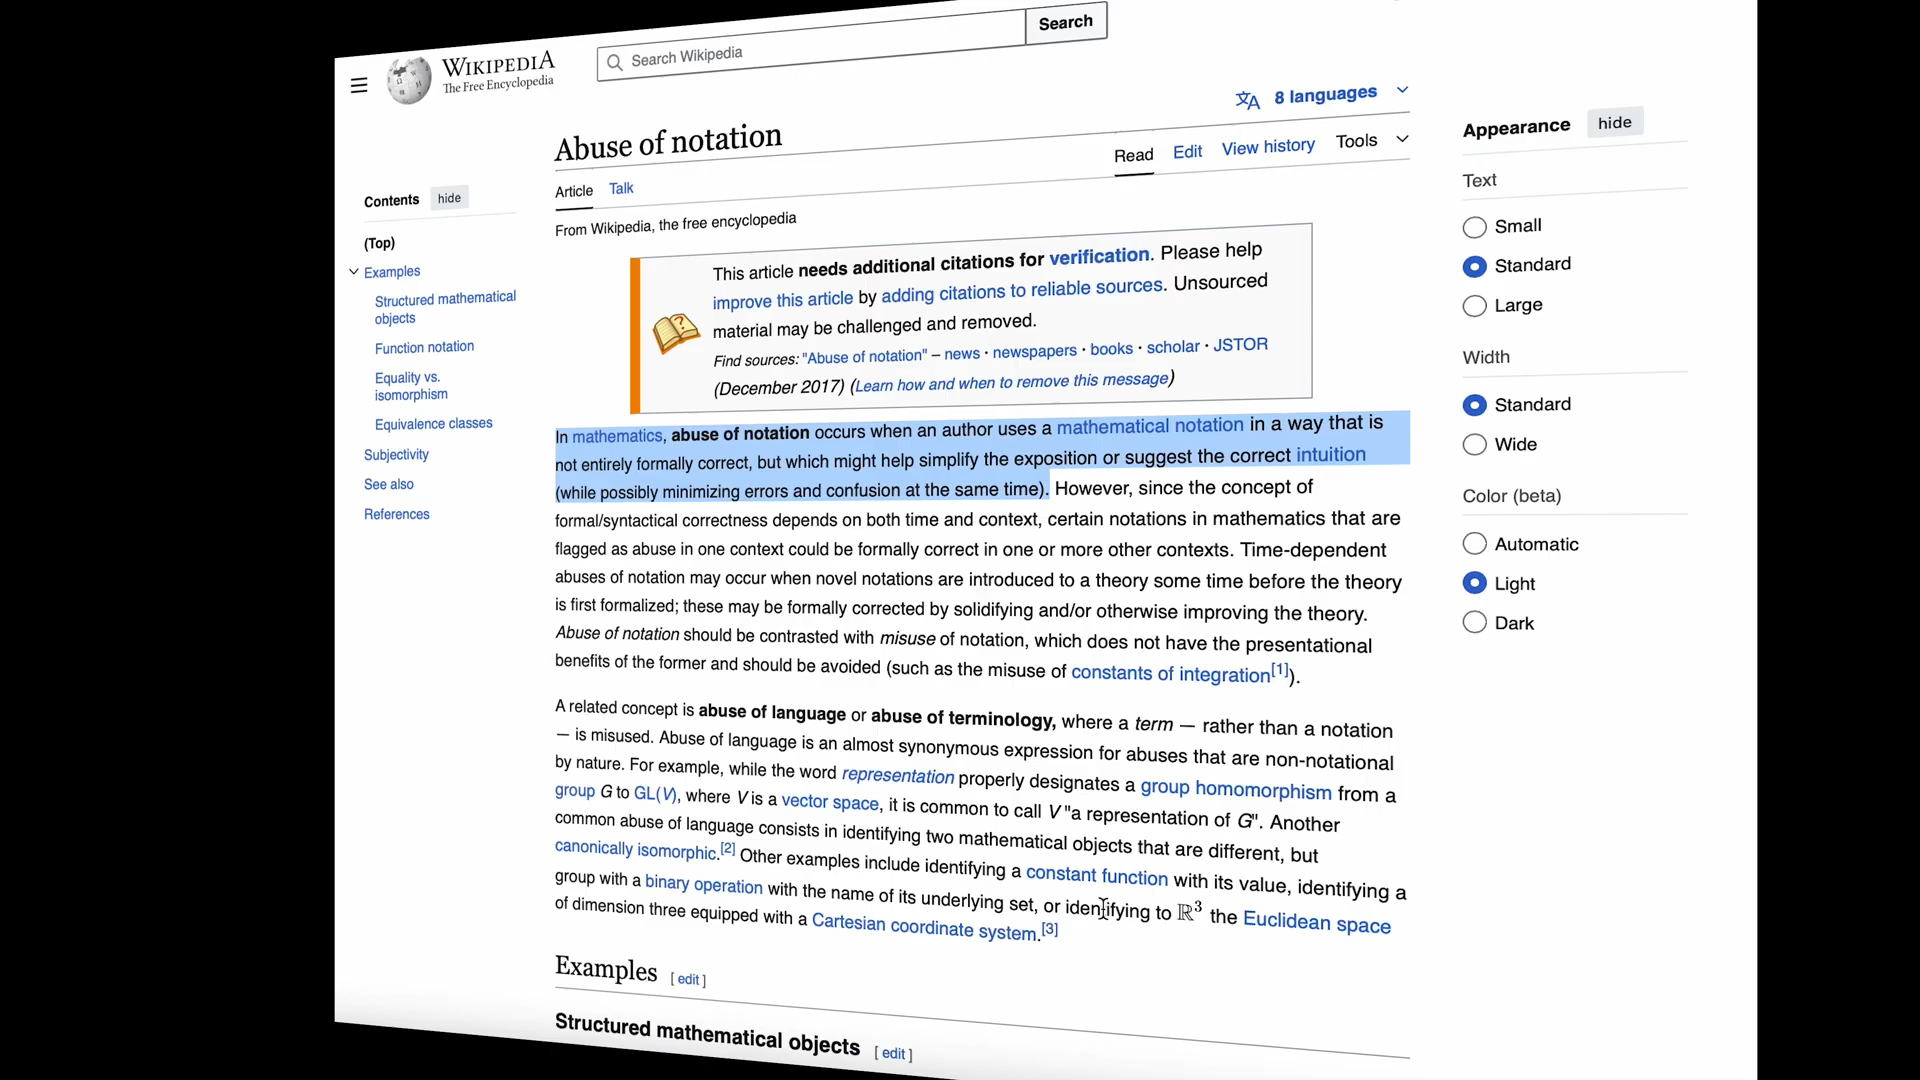 WIKIPEDIA
The Free Encyclopedia
Search Wikipedia
Search
8 languages
Abuse of notation
Article Talk
Read Edit View history Tools
From Wikipedia, the free encyclopedia
Contents hide
(Top)
Examples
Structured mathematical
objects
Function notation
Equality vs.
isomorphism
Equivalence classes
Subjectivity
See also
References
This article needs additional citations for verification. Please help
improve this article by adding citations to reliable sources. Unsourced
material may be challenged and removed.
Find sources: "Abuse of notation" – news · newspapers · books · scholar · JSTOR
(December 2017) (Learn how and when to remove this message)
In mathematics, abuse of notation occurs when an author uses a mathematical notation in a way that is
not entirely formally correct, but which might help simplify the exposition or suggest the correct intuition
(while possibly minimizing errors and confusion at the same time). However, since the concept of
formal/syntactical correctness depends on both time and context, certain notations in mathematics that are
flagged as abuse in one context could be formally correct in one or more other contexts. Time-dependent
abuses of notation may occur when novel notations are introduced to a theory some time before the theory
is first formalized; these may be formally corrected by solidifying and/or otherwise improving the theory.
Abuse of notation should be contrasted with misuse of notation, which does not have the presentational
benefits of the former and should be avoided (such as the misuse of constants of integration[1]).
A related concept is abuse of language or abuse of terminology, where a term — rather than a notation
— is misused. Abuse of language is an almost synonymous expression for abuses that are non-notational
by nature. For example, while the word representation properly designates a group homomorphism from a
group G to GL(V), where V is a vector space, it is common to call V "a representation of G". Another
common abuse of language consists in identifying two mathematical objects that are different, but
canonically isomorphic.[2] Other examples include identifying a constant function with its value, identifying a
group with a binary operation with the name of its underlying set, or identifying to ℝ³ the Euclidean space
of dimension three equipped with a Cartesian coordinate system.[3]
Examples [ edit ]
Structured mathematical objects [ edit ]
Appearance hide
Text
Small
Standard
Large
Width
Standard
Wide
Color (beta)
Automatic
Light
Dark